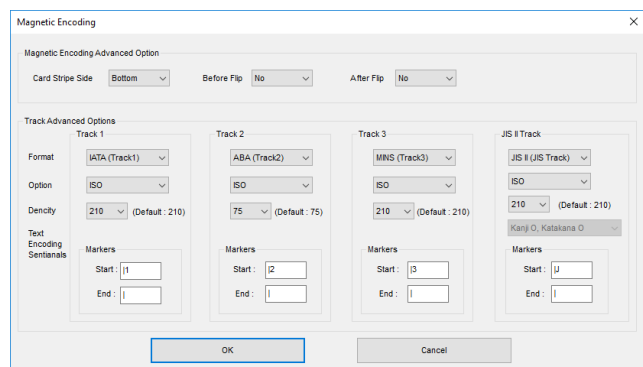 Magnetic Encoding
Magnetic Encoding Advanced Option
Card Stripe Side Bottom Before Flip No After Flip No
Track Advanced Options
Track 1 Track 2 Track 3 JIS II Track
Format IATA (Track1) ABA (Track2) MINS (Track3) JIS II (JIS Track)
Option ISO ISO ISO ISO
Dencity 210 (Default : 210) 75 (Default : 75) 210 (Default : 210) 210 (Default : 210)
Text
Encoding
Sentianals
Kanji O, Katakana O
Markers Markers Markers Markers
Start : |1 Start : |2 Start : |3 Start : |J
End : | End : | End : | End : |
OK Cancel